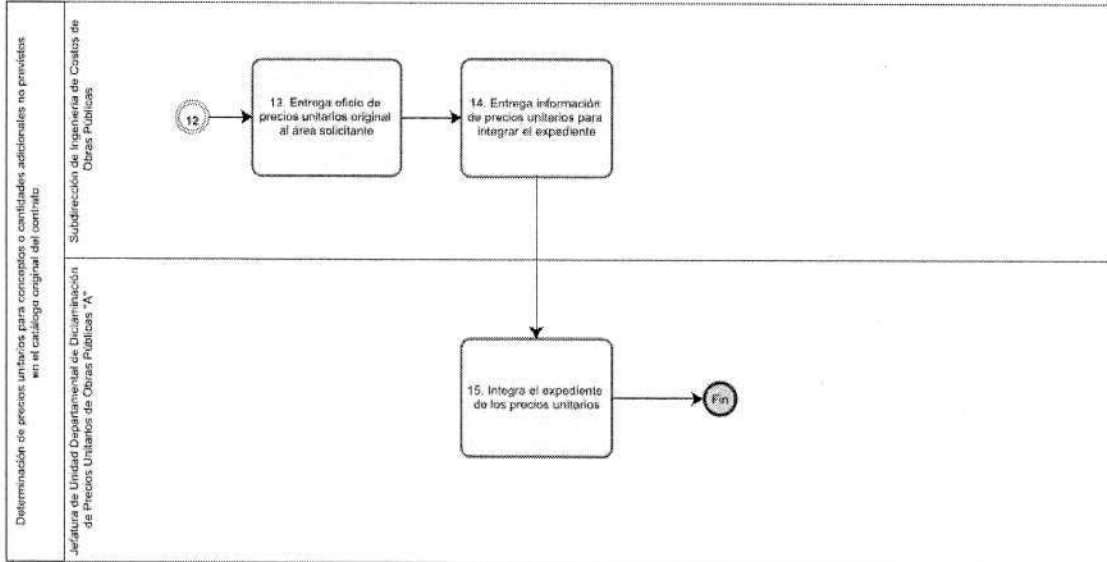 Determinación de precios unitarios para conceptos o cantidades adicionales no previstos
en el catálogo original del contrato
Subdirección de Ingeniería de Costos de
Obras Públicas
12
13. Entrega oficio de
precios unitarios original
al área solicitante
14. Entrega información
de precios unitarios para
integrar el expediente
Jefatura de Unidad Departamental de Dictaminación
de Precios Unitarios de Obras Públicas "A"
15. Integra el expediente
de los precios unitarios
Fin